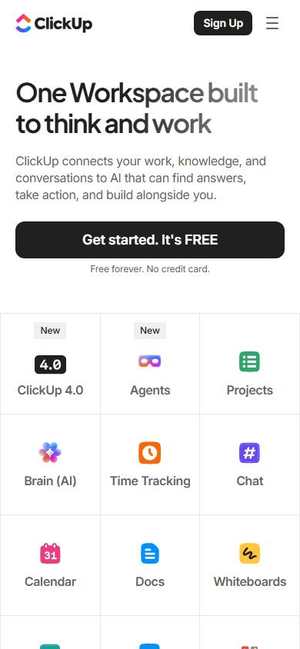 ClickUp
Sign Up
One Workspace built
to think and work
ClickUp connects your work, knowledge, and
conversations to AI that can find answers,
take action, and build alongside you.
Get started. It's FREE
Free forever. No credit card.
New
New
4.0
ClickUp 4.0
Agents
Projects
#
Brain (AI)
Time Tracking
Chat
31
Calendar
Docs
Whiteboards